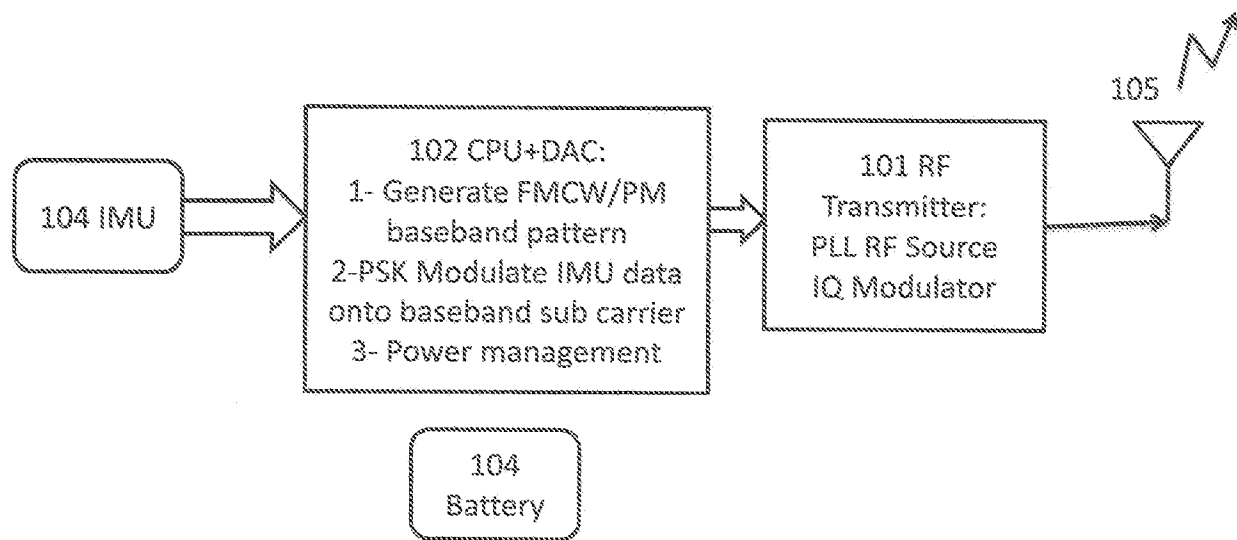 104 IMU
102 CPU+DAC:
1- Generate FMCW/PM
baseband pattern
2-PSK Modulate IMU data
onto baseband sub carrier
3- Power management
101 RF
Transmitter:
PLL RF Source
IQ Modulator
105
104
Battery